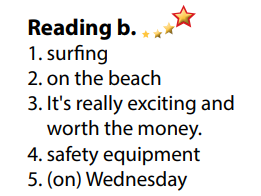 Reading b.
1. surfing
2. on the beach
3. It's really exciting and
worth the money.
4. safety equipment
5. (on) Wednesday